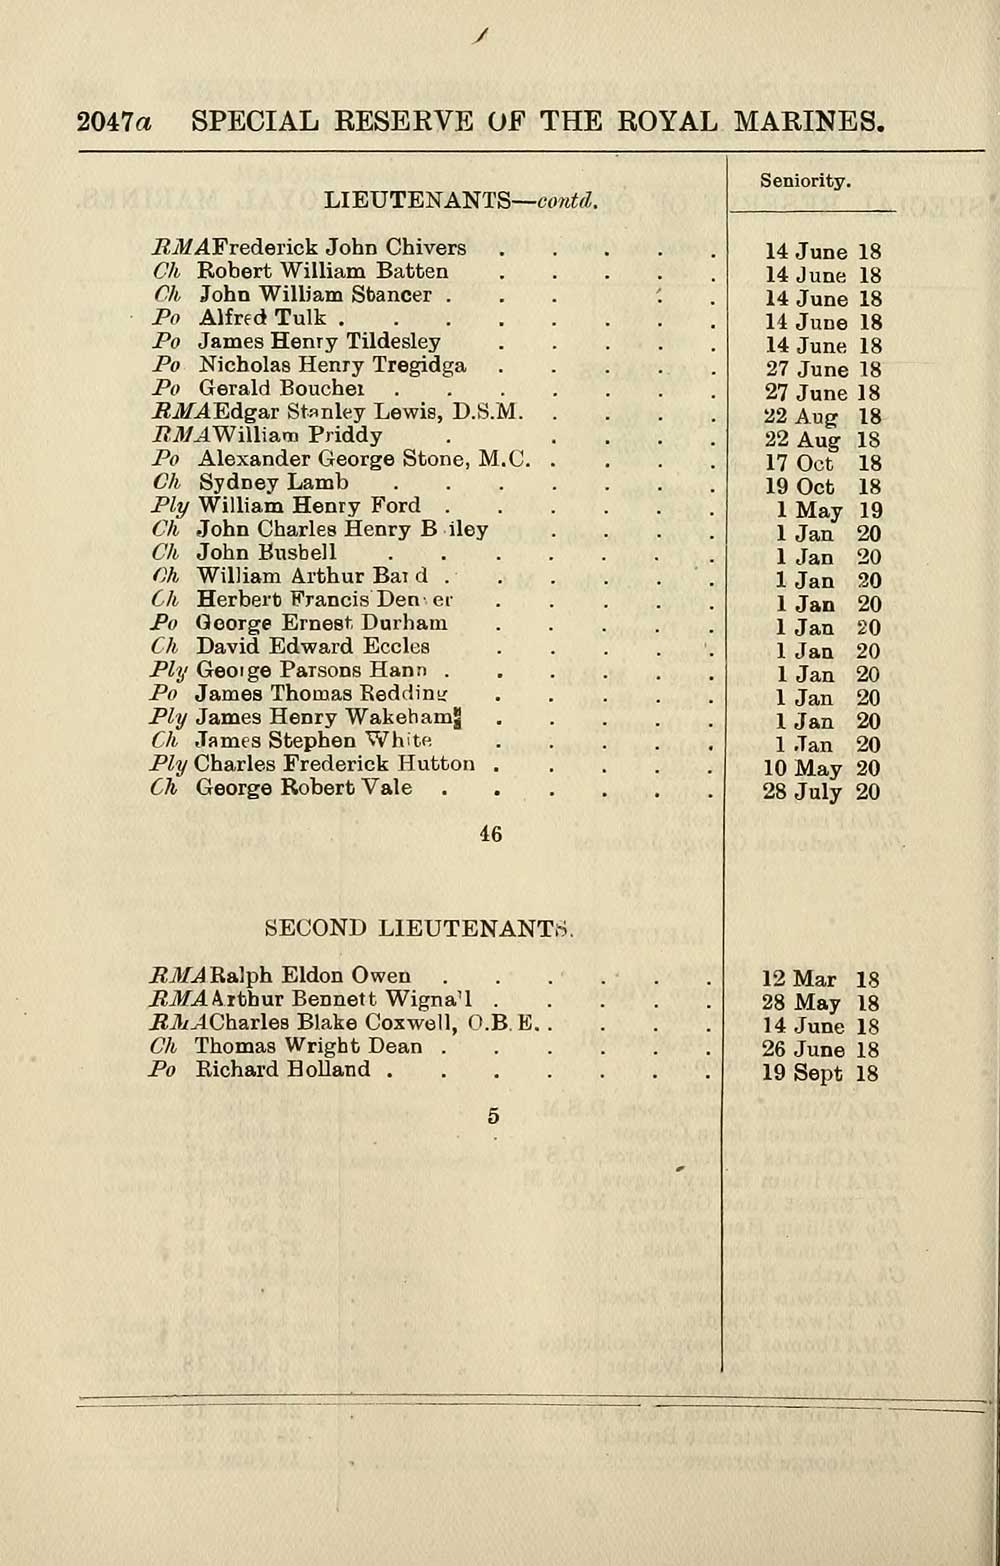 2047a SPECIAL RESERVE OF THE ROYAL MARINES.
Seniority.
LIEUTENANTS—contd.
RMA Frederick John Chivers . . . . . 14 June 18
Ch Robert William Batten . . . . . 14 June 18
Ch John William Stancer . . . . . 14 June 18
Po Alfred Tulk . . . . . . . . 14 June 18
Po James Henry Tildesley . . . . . 14 June 18
Po Nicholas Henry Tregidga . . . . . 27 June 18
Po Gerald Bouchei . . . . . . . 27 June 18
RMA Edgar Stanley Lewis, D.S.M. . . . . 22 Aug 18
RMA William Priddy . . . . . 22 Aug 18
Po Alexander George Stone, M.C. . . . . 17 Oct 18
Ch Sydney Lamb . . . . . . . 19 Oct 18
Ply William Henry Ford . . . . . . 1 May 19
Ch John Charles Henry B iley . . . . 1 Jan 20
Ch John Busbell . . . . . . . 1 Jan 20
Ch William Arthur Bai d . . . . . . 1 Jan 20
Ch Herbert Francis Den er . . . . . 1 Jan 20
Po George Ernest Durham . . . . . 1 Jan 20
Ch David Edward Eccles . . . . . 1 Jan 20
Ply George Parsons Hann . . . . . . 1 Jan 20
Po James Thomas Redding . . . . . 1 Jan 20
Ply James Henry Wakeham . . . . . 1 Jan 20
Ch James Stephen White . . . . . 1 Jan 20
Ply Charles Frederick Hutton . . . . . 10 May 20
Ch George Robert Vale . . . . . . 28 July 20
46
SECOND LIEUTENANTS.
RMA Ralph Eldon Owen . . . . . . 12 Mar 18
RMA Arthur Bennett Wigna'l . . . . . 28 May 18
RMA Charles Blake Coxwell, O.B.E. . . . . 14 June 18
Ch Thomas Wright Dean . . . . . . 26 June 18
Po Richard Holland . . . . . . . 19 Sept 18
5